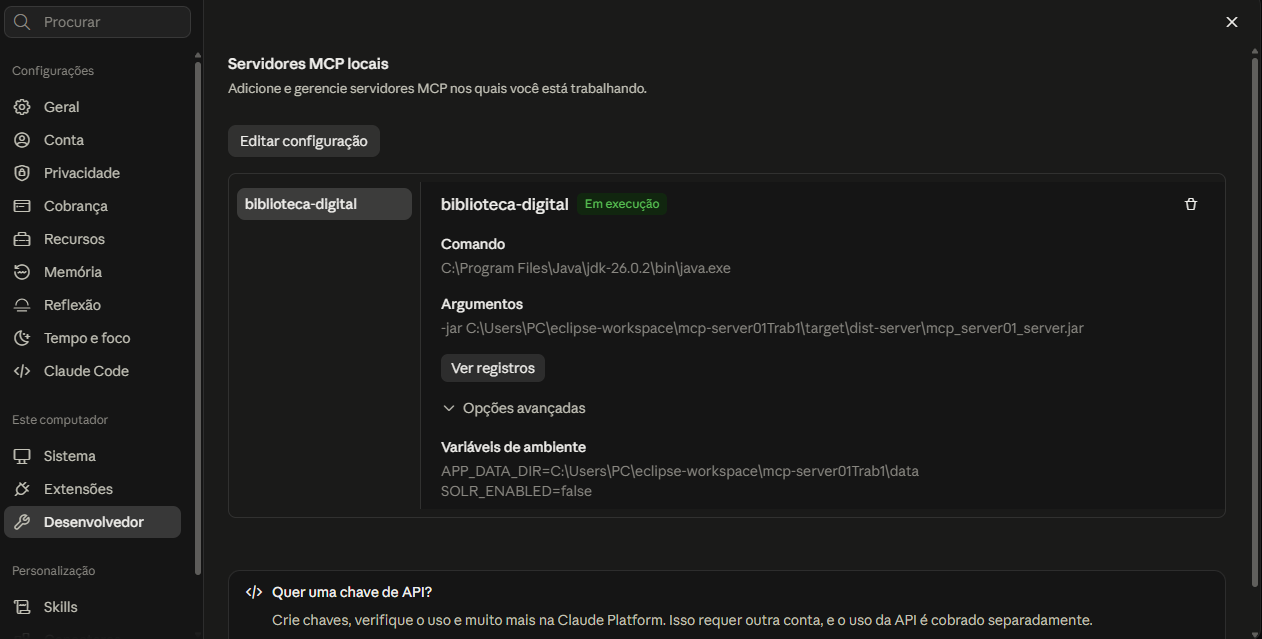 Procurar
Configurações
Geral
Conta
Privacidade
Cobrança
Recursos
Memória
Reflexão
Tempo e foco
Claude Code
Este computador
Sistema
Extensões
Desenvolvedor
Personalização
Skills
Servidores MCP locais
Adicione e gerencie servidores MCP nos quais você está trabalhando.
Editar configuração
biblioteca-digital
biblioteca-digital Em execução
Comando
C:\Program Files\Java\jdk-26.0.2\bin\java.exe
Argumentos
-jar C:\Users\PC\eclipse-workspace\mcp-server01Trab1\target\dist-server\mcp_server01_server.jar
Ver registros
Opções avançadas
Variáveis de ambiente
APP_DATA_DIR=C:\Users\PC\eclipse-workspace\mcp-server01Trab1\data
SOLR_ENABLED=false
Quer uma chave de API?
Crie chaves, verifique o uso e muito mais na Claude Platform. Isso requer outra conta, e o uso da API é cobrado separadamente.